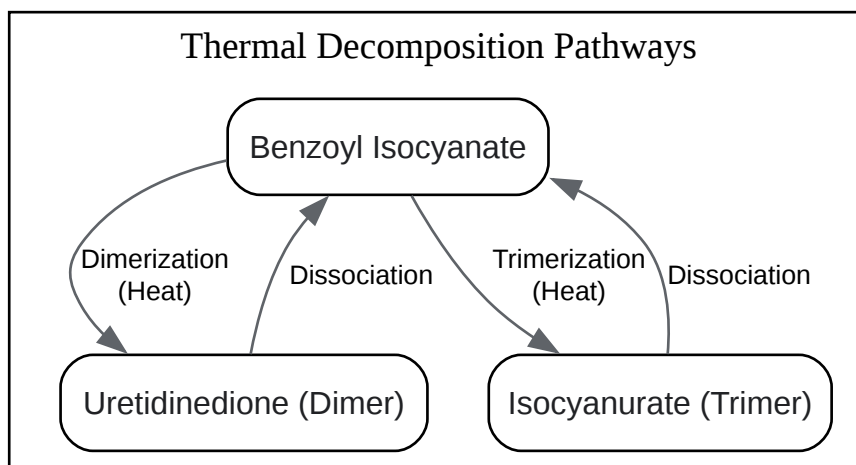 Thermal Decomposition Pathways
Benzoyl Isocyanate
Dimerization
(Heat)
Dissociation
Trimerization
(Heat)
Dissociation
Uretidinedione (Dimer)
Isocyanurate (Trimer)